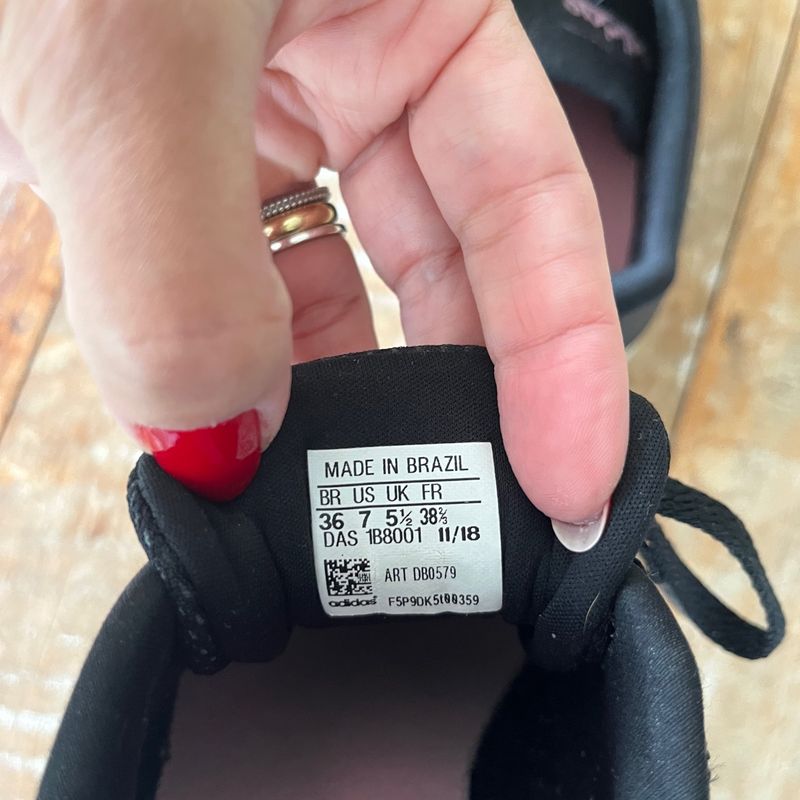 MADE IN BRAZIL
BR US UK FR
36 7 5½ 38⅔
DAS 1B8001 11/18
ART DB0579
adidas F5P9DK5t00359